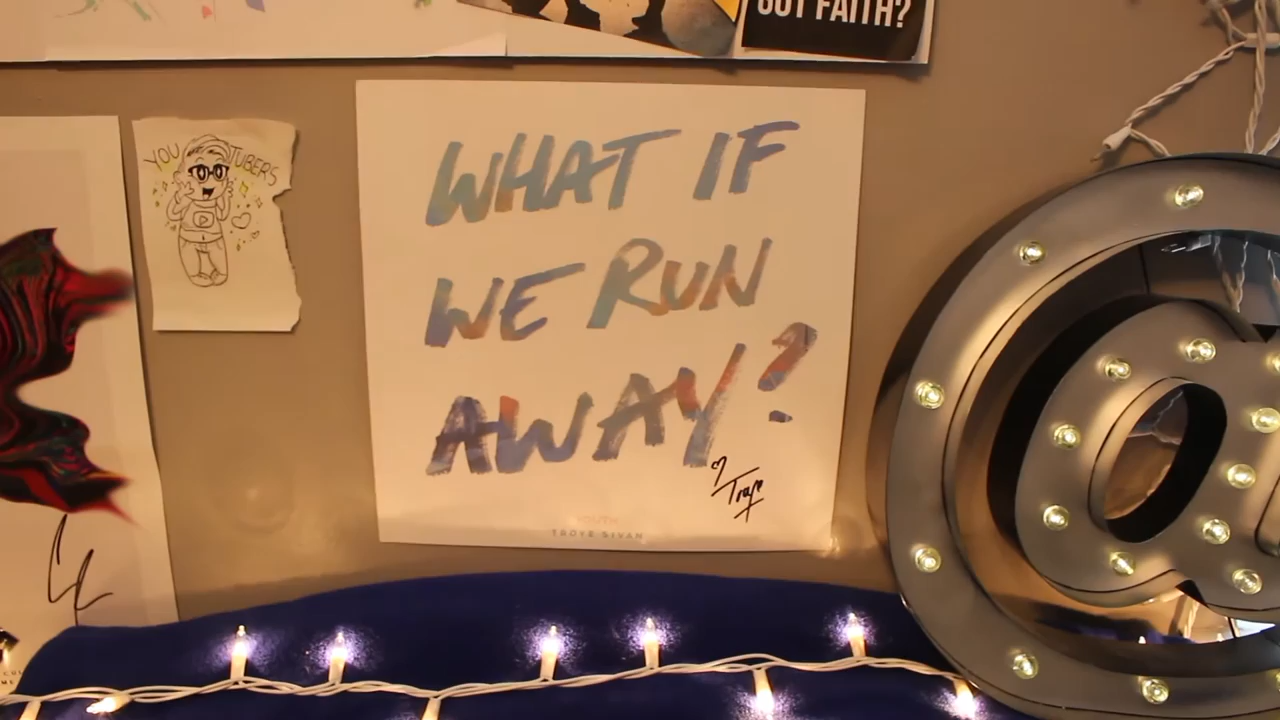 GOT FAITH?
YOU TUBERS
WHAT IF
WE RUN
AWAY?
Troye
YOUTH
TROYE SIVAN
@